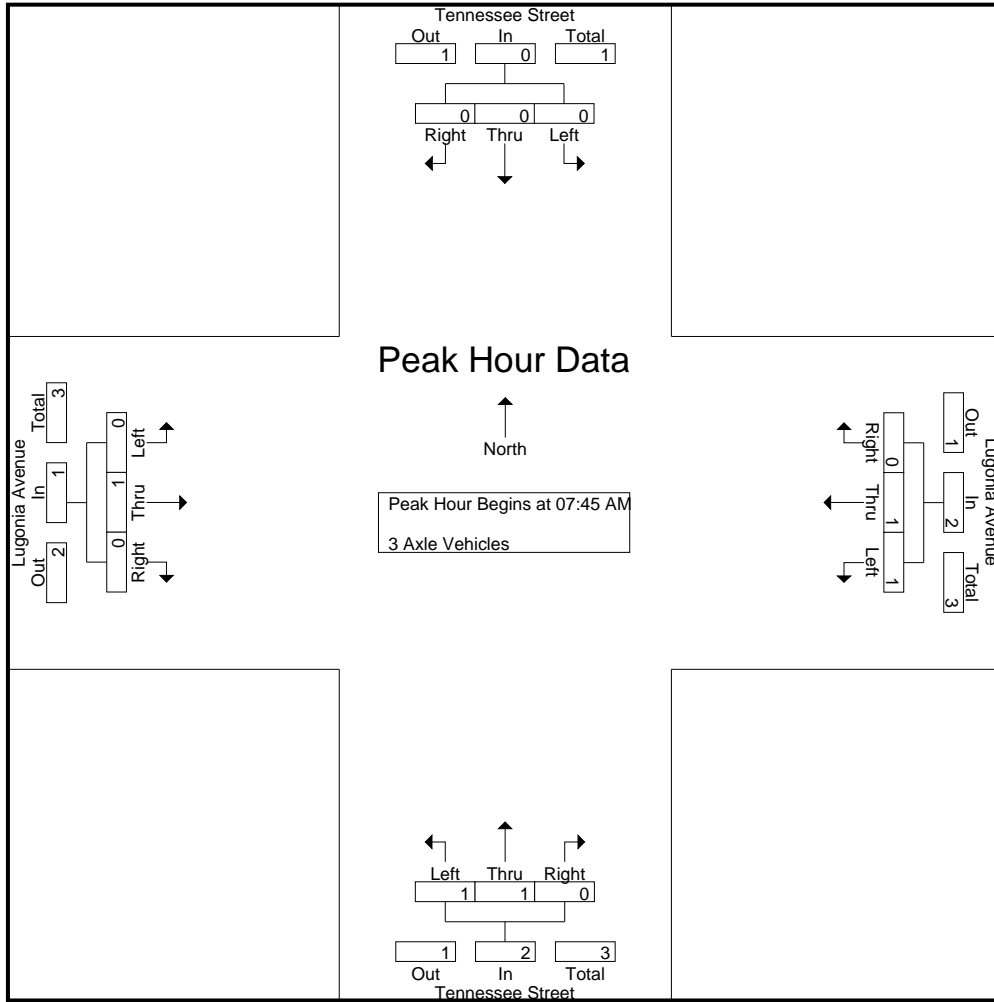 Tennessee Street
Out In Total
1 0 1
0 0 0
Right Thru Left
Peak Hour Data
North
Peak Hour Begins at 07:45 AM
3 Axle Vehicles
Lugonia Avenue
Total In Out
3 1 2
0 1 0
Left Thru Right
Lugonia Avenue
Out In Total
1 2 3
0 1 1
Right Thru Left
Left Thru Right
1 1 0
1 2 3
Out In Total
Tennessee Street